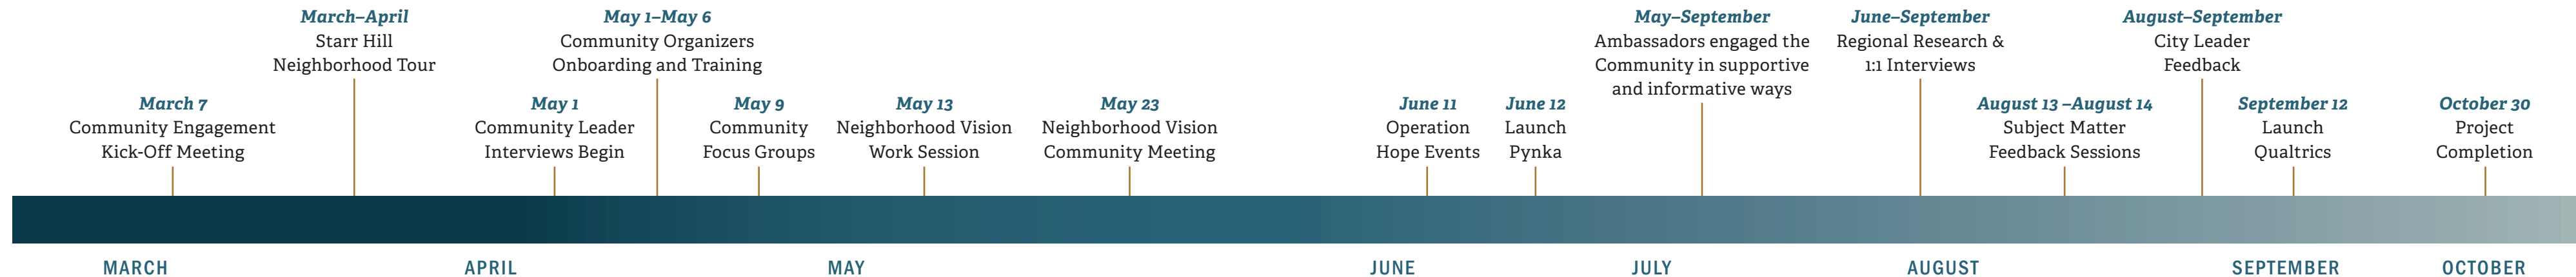 March–April
Starr Hill
Neighborhood Tour
May 1–May 6
Community Organizers
Onboarding and Training
May–September
Ambassadors engaged the
Community in supportive
and informative ways
June–September
Regional Research &
1:1 Interviews
August–September
City Leader
Feedback
March 7
Community Engagement
Kick-Off Meeting
May 1
Community Leader
Interviews Begin
May 9
Community
Focus Groups
May 13
Neighborhood Vision
Work Session
May 23
Neighborhood Vision
Community Meeting
June 11
Operation
Hope Events
June 12
Launch
Pynka
August 13 –August 14
Subject Matter
Feedback Sessions
September 12
Launch
Qualtrics
October 30
Project
Completion
MARCH
APRIL
MAY
JUNE
JULY
AUGUST
SEPTEMBER
OCTOBER